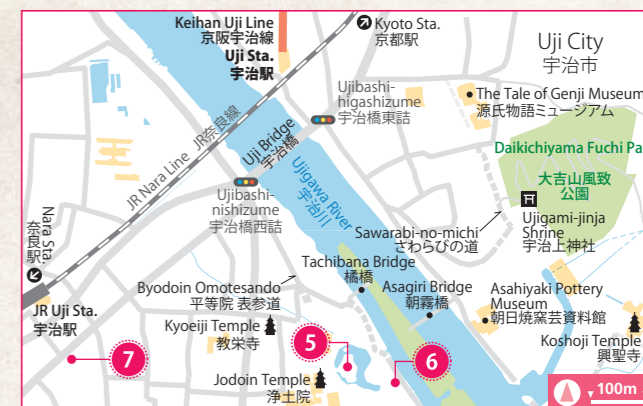 Keihan Uji Line
京阪宇治線
Uji Sta.
宇治駅
Kyoto Sta.
京都駅
Uji City
宇治市
Ujibashi-
higashizume
宇治橋東詰
The Tale of Genji Museum
源氏物語ミュージアム
JR Nara Line JR奈良線
Uji Bridge
宇治橋
Daikichiyama Fuchi Pa
大吉山風致
公園
Ujibashi-
nishizume
宇治橋西詰
Ujigawa River
宇治川
Nara Sta.
奈良駅
Sawarabi-no-michi
さわらびの道
Ujigami-jinja
Shrine
宇治上神社
Tachibana Bridge
橘橋
Byodoin Omotesando
平等院 表参道
Asagiri Bridge
朝霧橋
Asahiyaki Pottery
Museum
朝日焼窯芸資料館
JR Uji Sta.
宇治駅
Kyoeiji Temple
教栄寺
Koshoji Temple
興聖寺
5
6
7
Jodoin Temple
浄土院
100m